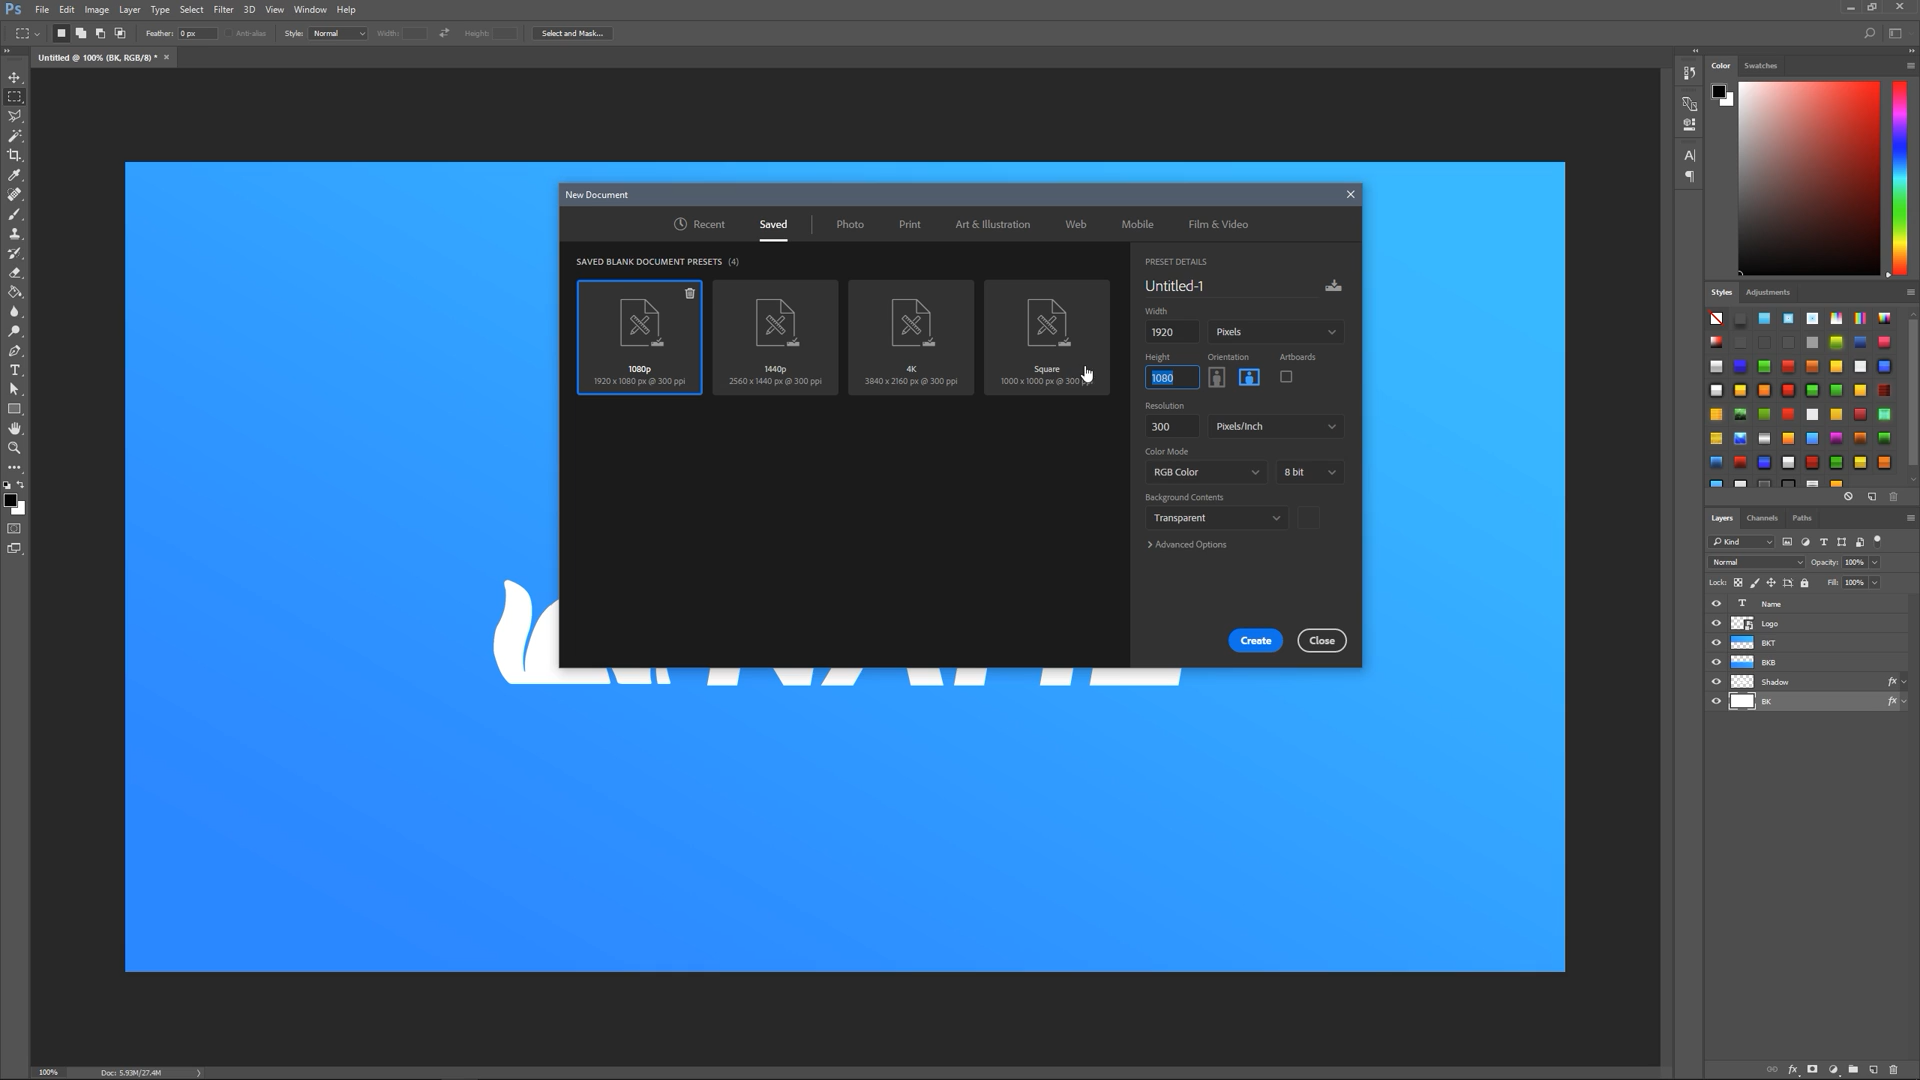 Ps File Edit Image Layer Type Select Filter 3D View Window Help
Feather: 0 px Anti-alias Style: Normal Width: Height: Select and Mask...
Untitled @ 100% (BK, RGB/8) * ×
New Document
Recent Saved Photo Print Art & Illustration Web Mobile Film & Video
SAVED BLANK DOCUMENT PRESETS (4)
1080p
1920 x 1080 px @ 300 ppi
1440p
2560 x 1440 px @ 300 ppi
4K
3840 x 2160 px @ 300 ppi
Square
1000 x 1000 px @ 300
PRESET DETAILS
Untitled-1
Width
1920 Pixels
Height Orientation Artboards
1080
Resolution
300 Pixels/Inch
Color Mode
RGB Color 8 bit
Background Contents
Transparent
Advanced Options
Create Close
Color Swatches
Styles Adjustments
Layers Channels Paths
Kind
Normal Opacity: 100%
Lock: Fill: 100%
T Name
Logo
BKT
BKB
Shadow fx
BK fx
100% Doc: 5.93M/27.4M